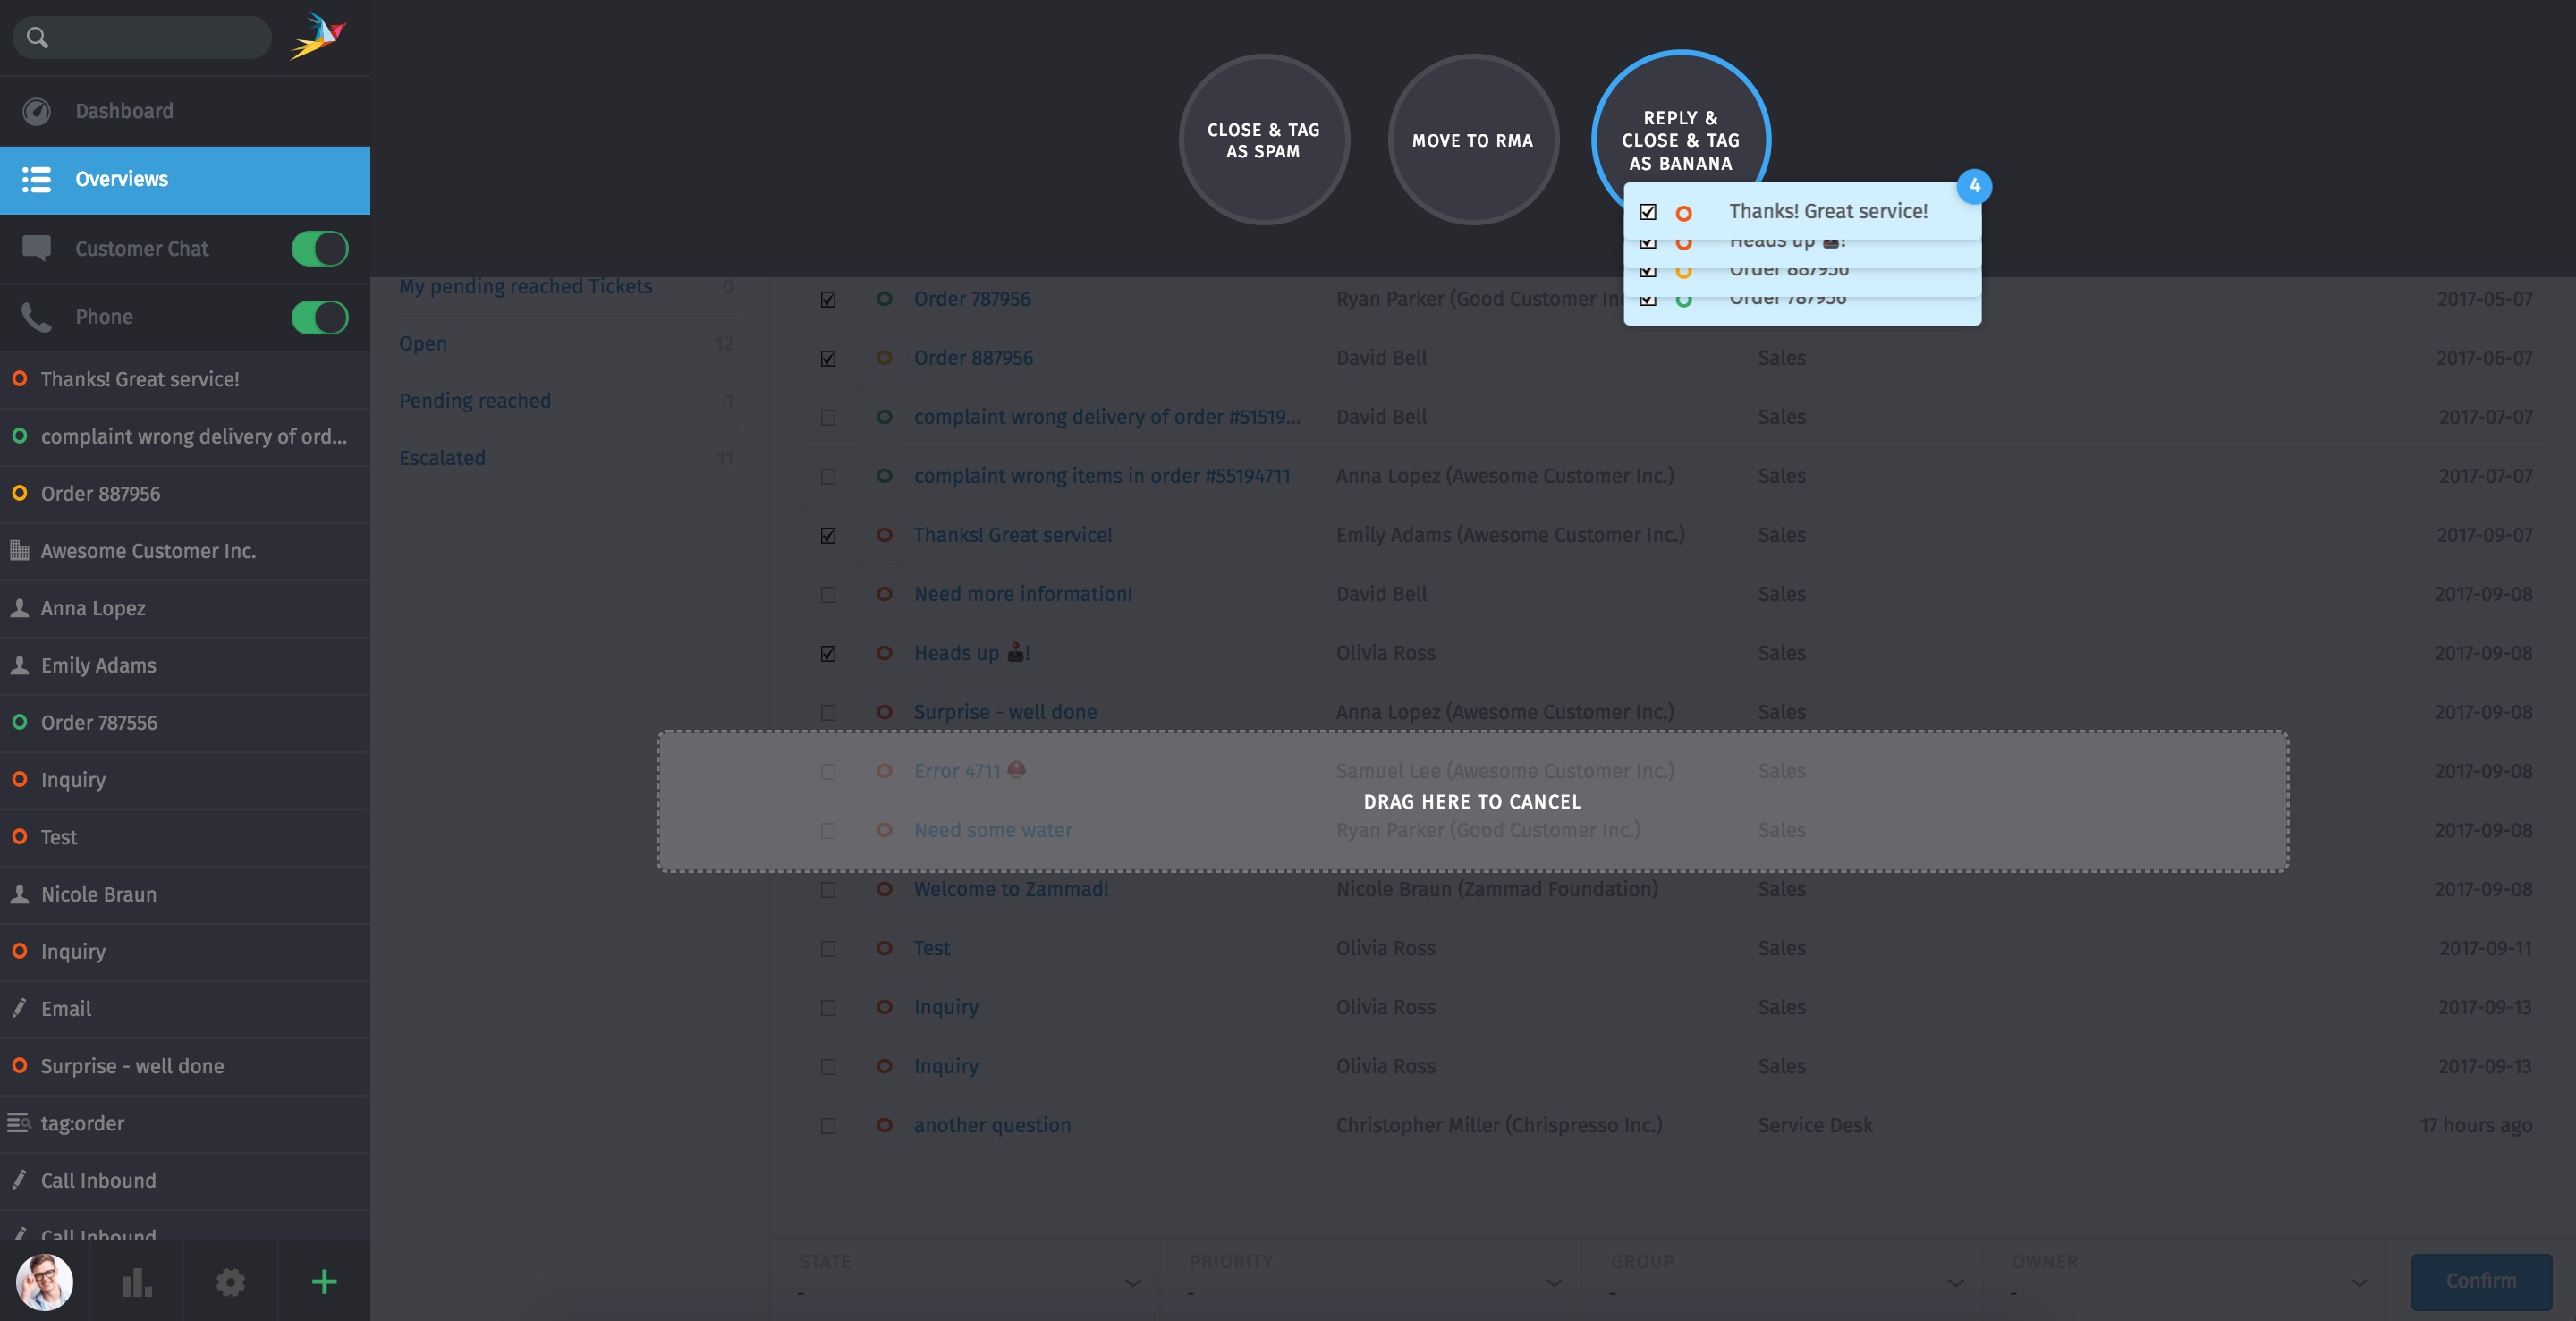 Dashboard
Overviews
Customer Chat
Phone
Thanks! Great service!
complaint wrong delivery of ord...
Order 887956
Awesome Customer Inc.
Anna Lopez
Emily Adams
Order 787556
Inquiry
Test
Nicole Braun
Inquiry
Email
Surprise - well done
tag:order
Call Inbound
Call Inbound
CLOSE & TAG
AS SPAM
MOVE TO RMA
REPLY &
CLOSE & TAG
AS BANANA
4
Thanks! Great service!
Heads up !
Order 887956
Order 787956
My pending reached Tickets 0
Open 12
Pending reached 1
Escalated 11
Order 787956 Ryan Parker (Good Customer 2017-05-07
Order 887956 David Bell Sales 2017-06-07
complaint wrong delivery of order #51519... David Bell Sales 2017-07-07
complaint wrong items in order #55194711 Anna Lopez (Awesome Customer Inc.) Sales 2017-07-07
Thanks! Great service! Emily Adams (Awesome Customer Inc.) Sales 2017-09-07
Need more information! David Bell Sales 2017-09-08
Heads up 🕹! Olivia Ross Sales 2017-09-08
Surprise - well done Anna Lopez (Awesome Customer Inc.) Sales 2017-09-08
Error 4711 ⛑ Samuel Lee (Awesome Customer Inc.) Sales 2017-09-08
DRAG HERE TO CANCEL
Need some water Ryan Parker (Good Customer Inc.) Sales 2017-09-08
Welcome to Zammad! Nicole Braun (Zammad Foundation) Sales 2017-09-08
Test Olivia Ross Sales 2017-09-11
Inquiry Olivia Ross Sales 2017-09-13
Inquiry Olivia Ross Sales 2017-09-13
another question Christopher Miller (Chrispresso Inc.) Service Desk 17 hours ago
STATE PRIORITY GROUP OWNER
- - - -
Confirm